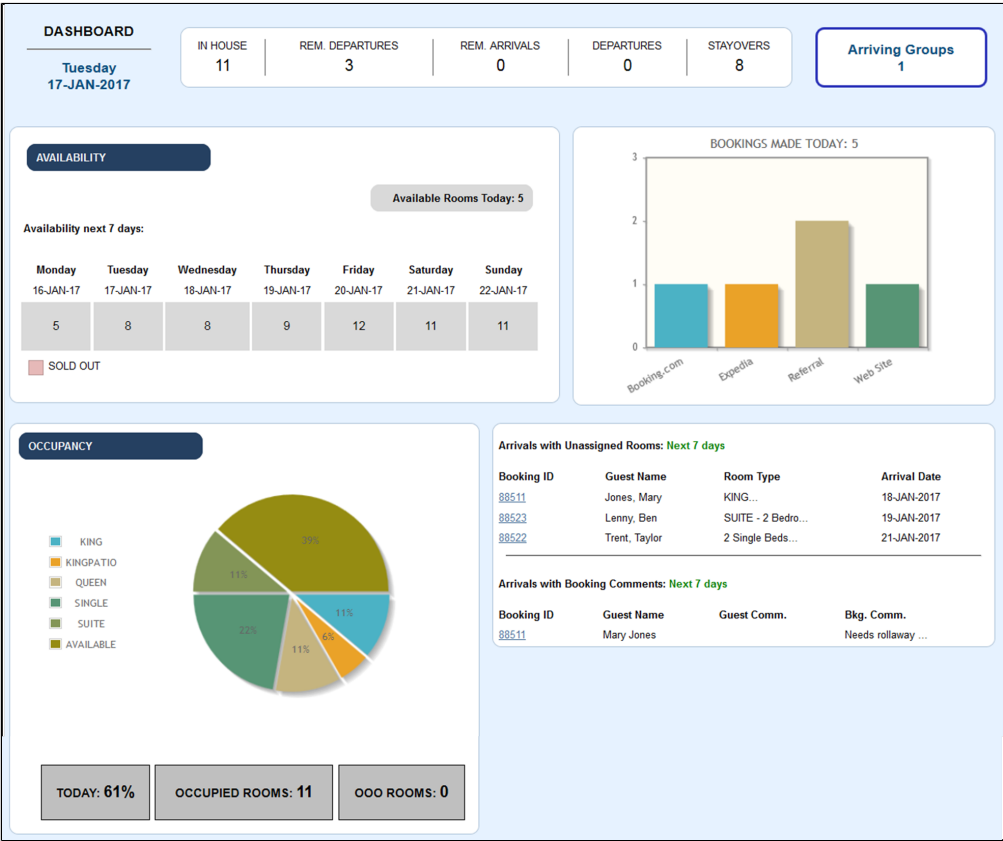 DASHBOARD
Tuesday
17-JAN-2017
IN HOUSE REM. DEPARTURES REM. ARRIVALS DEPARTURES STAYOVERS
11 3 0 0 8
Arriving Groups
1
AVAILABILITY
Available Rooms Today: 5
Availability next 7 days:
Monday Tuesday Wednesday Thursday Friday Saturday Sunday
16-JAN-17 17-JAN-17 18-JAN-17 19-JAN-17 20-JAN-17 21-JAN-17 22-JAN-17
5 8 8 9 12 11 11
SOLD OUT
BOOKINGS MADE TODAY: 5
3
2
1
0
Booking.com Expedia Referral Web Site
OCCUPANCY
KING
KINGPATIO
QUEEN
SINGLE
SUITE
AVAILABLE
39%
11%
11%
22%
6%
11%
TODAY: 61% OCCUPIED ROOMS: 11 OOO ROOMS: 0
Arrivals with Unassigned Rooms: Next 7 days
Booking ID Guest Name Room Type Arrival Date
88511 Jones, Mary KING... 18-JAN-2017
88523 Lenny, Ben SUITE - 2 Bedro... 19-JAN-2017
88522 Trent, Taylor 2 Single Beds... 21-JAN-2017
Arrivals with Booking Comments: Next 7 days
Booking ID Guest Name Guest Comm. Bkg. Comm.
88511 Mary Jones Needs rollaway ...